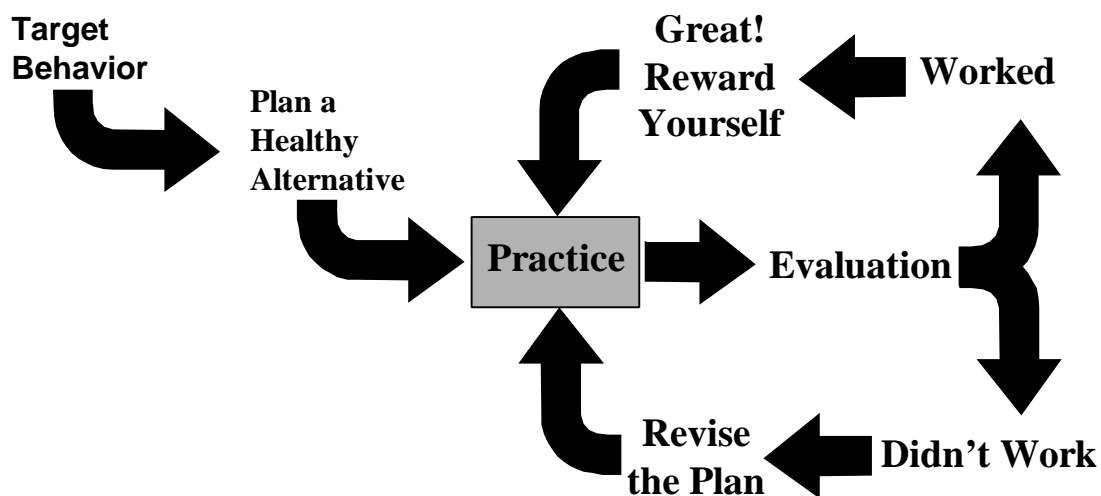 Target
Behavior
Plan a
Healthy
Alternative
Practice
Evaluation
Worked
Great!
Reward
Yourself
Didn’t Work
Revise
the Plan